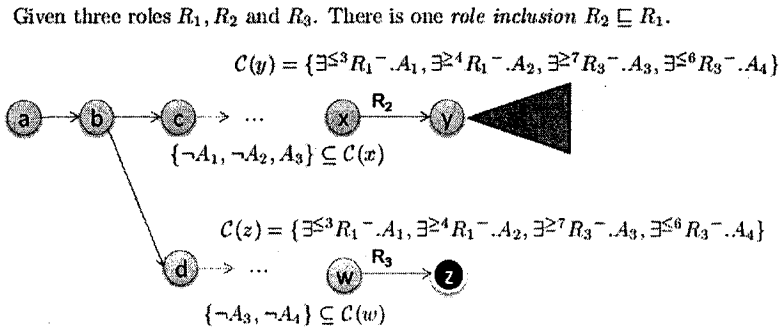 Given three roles R₁, R₂ and R₃. There is one role inclusion R₂ ⊑ R₁.
C(y) = {∃≤³R₁⁻.A₁, ∃≥⁴R₁⁻.A₂, ∃≥⁷R₃⁻.A₃, ∃≤⁶R₃⁻.A₄}
a b c ... x R₂ y
{¬A₁, ¬A₂, A₃} ⊆ C(x)
C(z) = {∃≤³R₁⁻.A₁, ∃≥⁴R₁⁻.A₂, ∃≥⁷R₃⁻.A₃, ∃≤⁶R₃⁻.A₄}
d ... w R₃ z
{¬A₃, ¬A₄} ⊆ C(w)